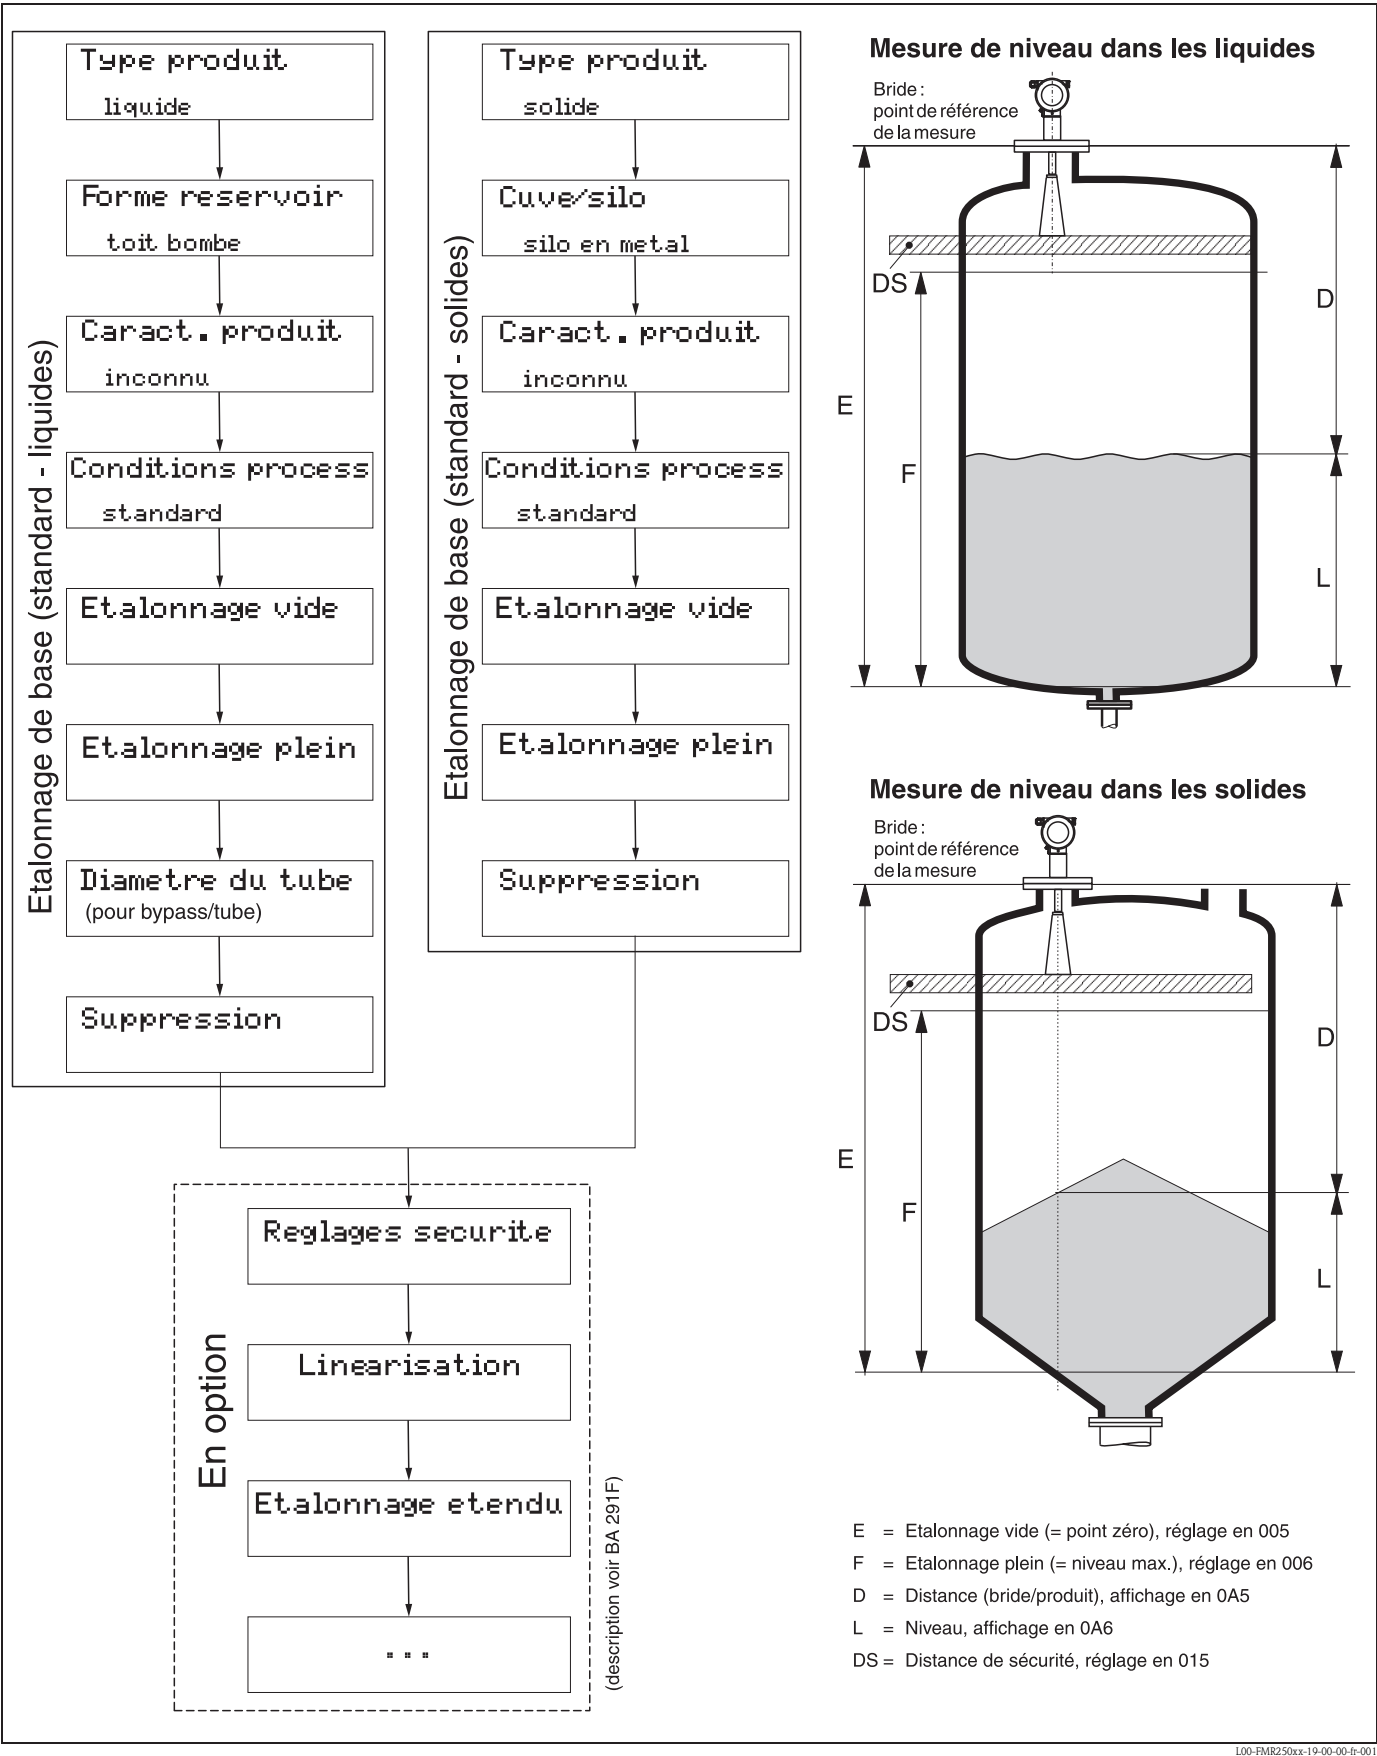 Etalonnage de base (standard - liquides)
Type produit
liquide
Forme reservoir
toit bombe
Caract. produit
inconnu
Conditions process
standard
Etalonnage vide
Etalonnage plein
Diametre du tube
(pour bypass/tube)
Suppression
Etalonnage de base (standard - solides)
Type produit
solide
Cuve/silo
silo en metal
Caract. produit
inconnu
Conditions process
standard
Etalonnage vide
Etalonnage plein
Suppression
En option
Reglages securite
Linearisation
Etalonnage etendu
...
(description voir BA 291F)
Mesure de niveau dans les liquides
Bride :
point de référence
de la mesure
DS
D
E
F
L
Mesure de niveau dans les solides
Bride :
point de référence
de la mesure
DS
D
E
F
L
E = Etalonnage vide (= point zéro), réglage en 005
F = Etalonnage plein (= niveau max.), réglage en 006
D = Distance (bride/produit), affichage en 0A5
L = Niveau, affichage en 0A6
DS = Distance de sécurité, réglage en 015
L00-FMR250xx-19-00-00-fr-001